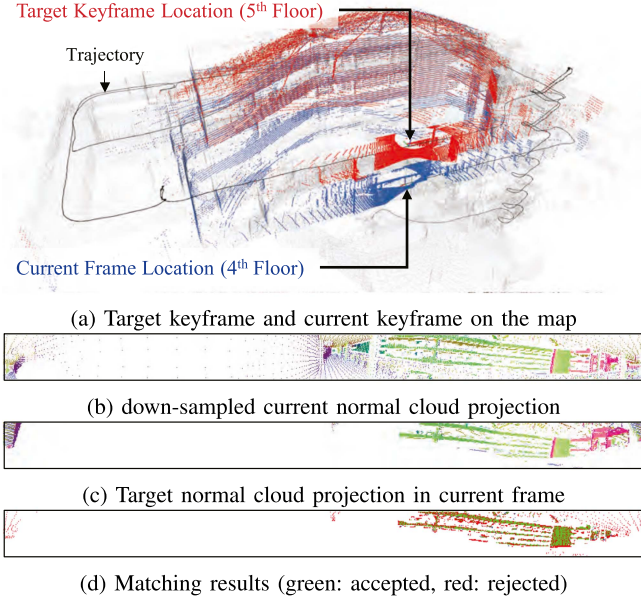 Target Keyframe Location (5th Floor)
Trajectory
Current Frame Location (4th Floor)
(a) Target keyframe and current keyframe on the map
(b) down-sampled current normal cloud projection
(c) Target normal cloud projection in current frame
(d) Matching results (green: accepted, red: rejected)